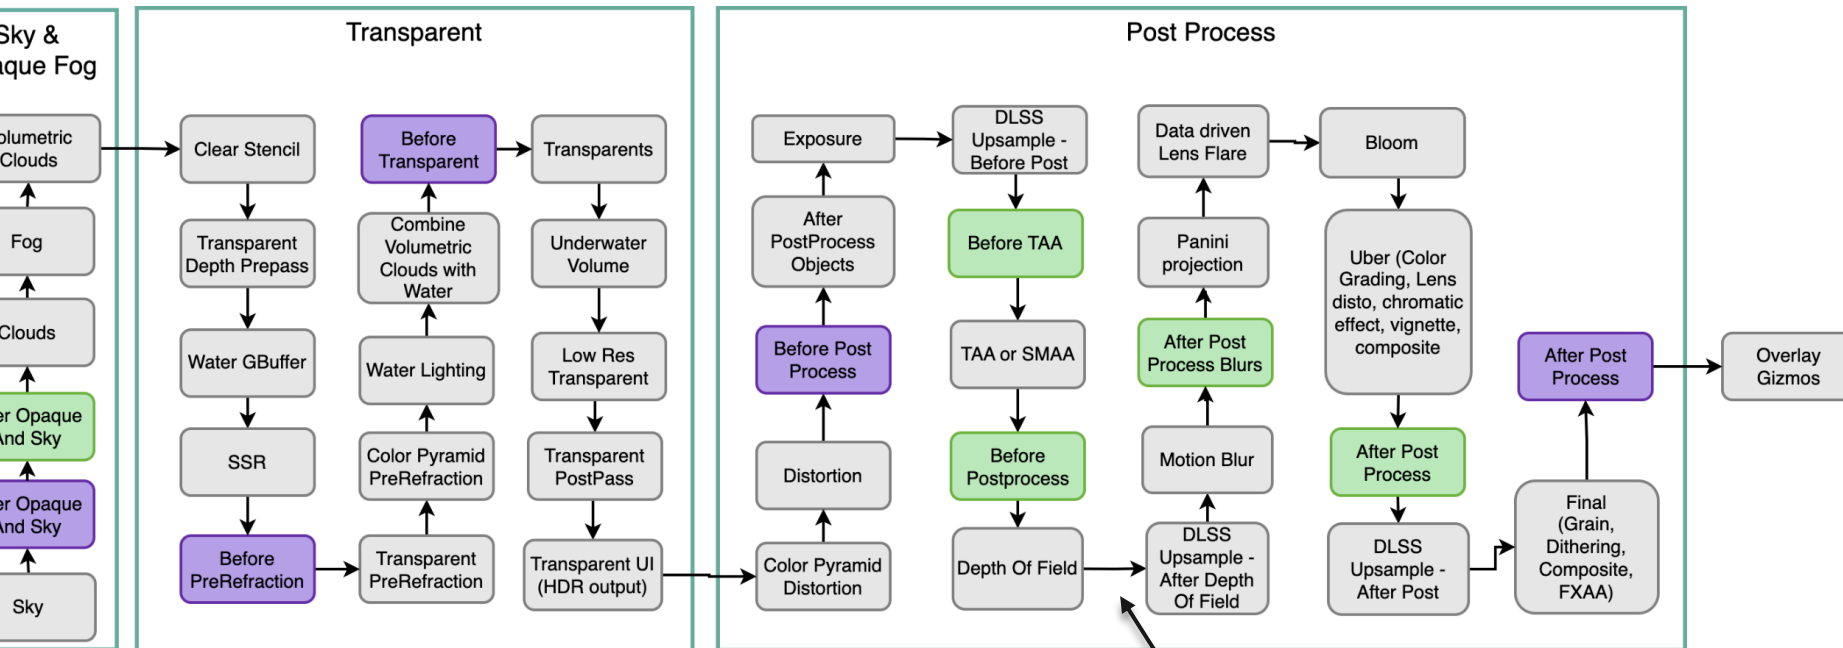 Sky &
Fog
Clouds
Fog
Clouds
Opaque
And Sky
Opaque
And Sky
Sky
Transparent
Clear Stencil
Transparent
Depth Prepass
Water GBuffer
SSR
Before
PreRefraction
Before
Transparent
Combine
Volumetric
Clouds with
Water
Water Lighting
Color Pyramid
PreRefraction
Transparent
PreRefraction
Transparents
Underwater
Volume
Low Res
Transparent
Transparent
PostPass
Transparent UI
(HDR output)
Post Process
Exposure
After
PostProcess
Objects
Before Post
Process
Distortion
Color Pyramid
Distortion
DLSS
Upsample -
Before Post
Before TAA
TAA or SMAA
Before
Postprocess
Depth Of Field
Data driven
Lens Flare
Panini
projection
After Post
Process Blurs
Motion Blur
DLSS
Upsample -
After Depth
Of Field
Bloom
Uber (Color
Grading, Lens
disto, chromatic
effect, vignette,
composite
After Post
Process
DLSS
Upsample -
After Post
After Post
Process
Final
(Grain,
Dithering,
Composite,
FXAA)
Overlay
Gizmos